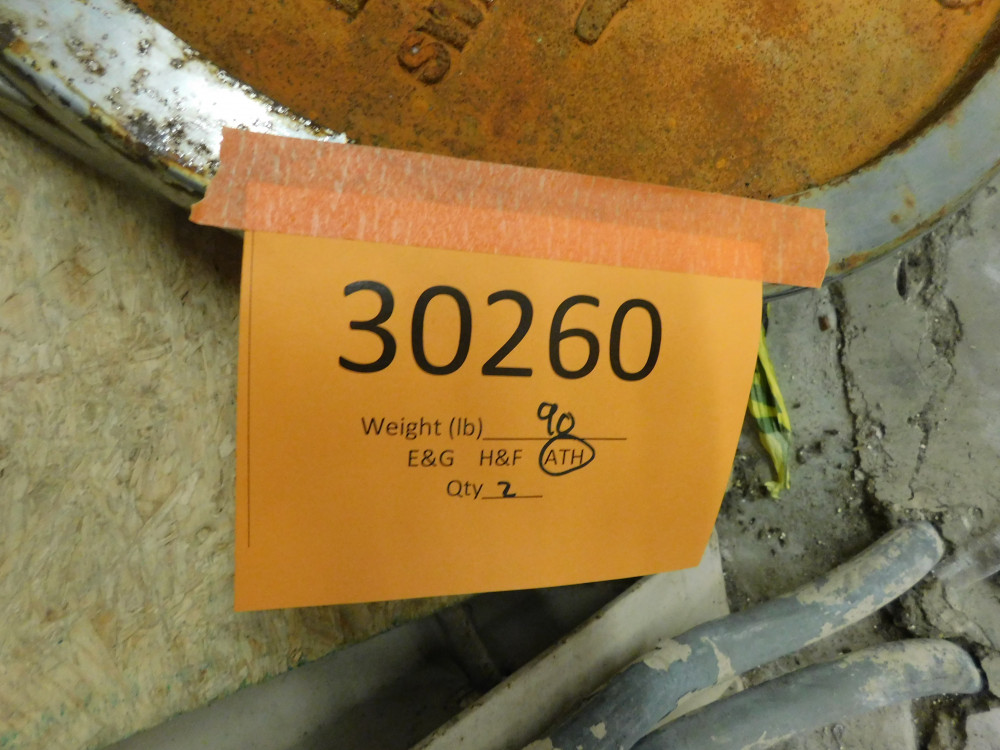 30260
Weight (lb) 90
E&G H&F ATH
Qty 2